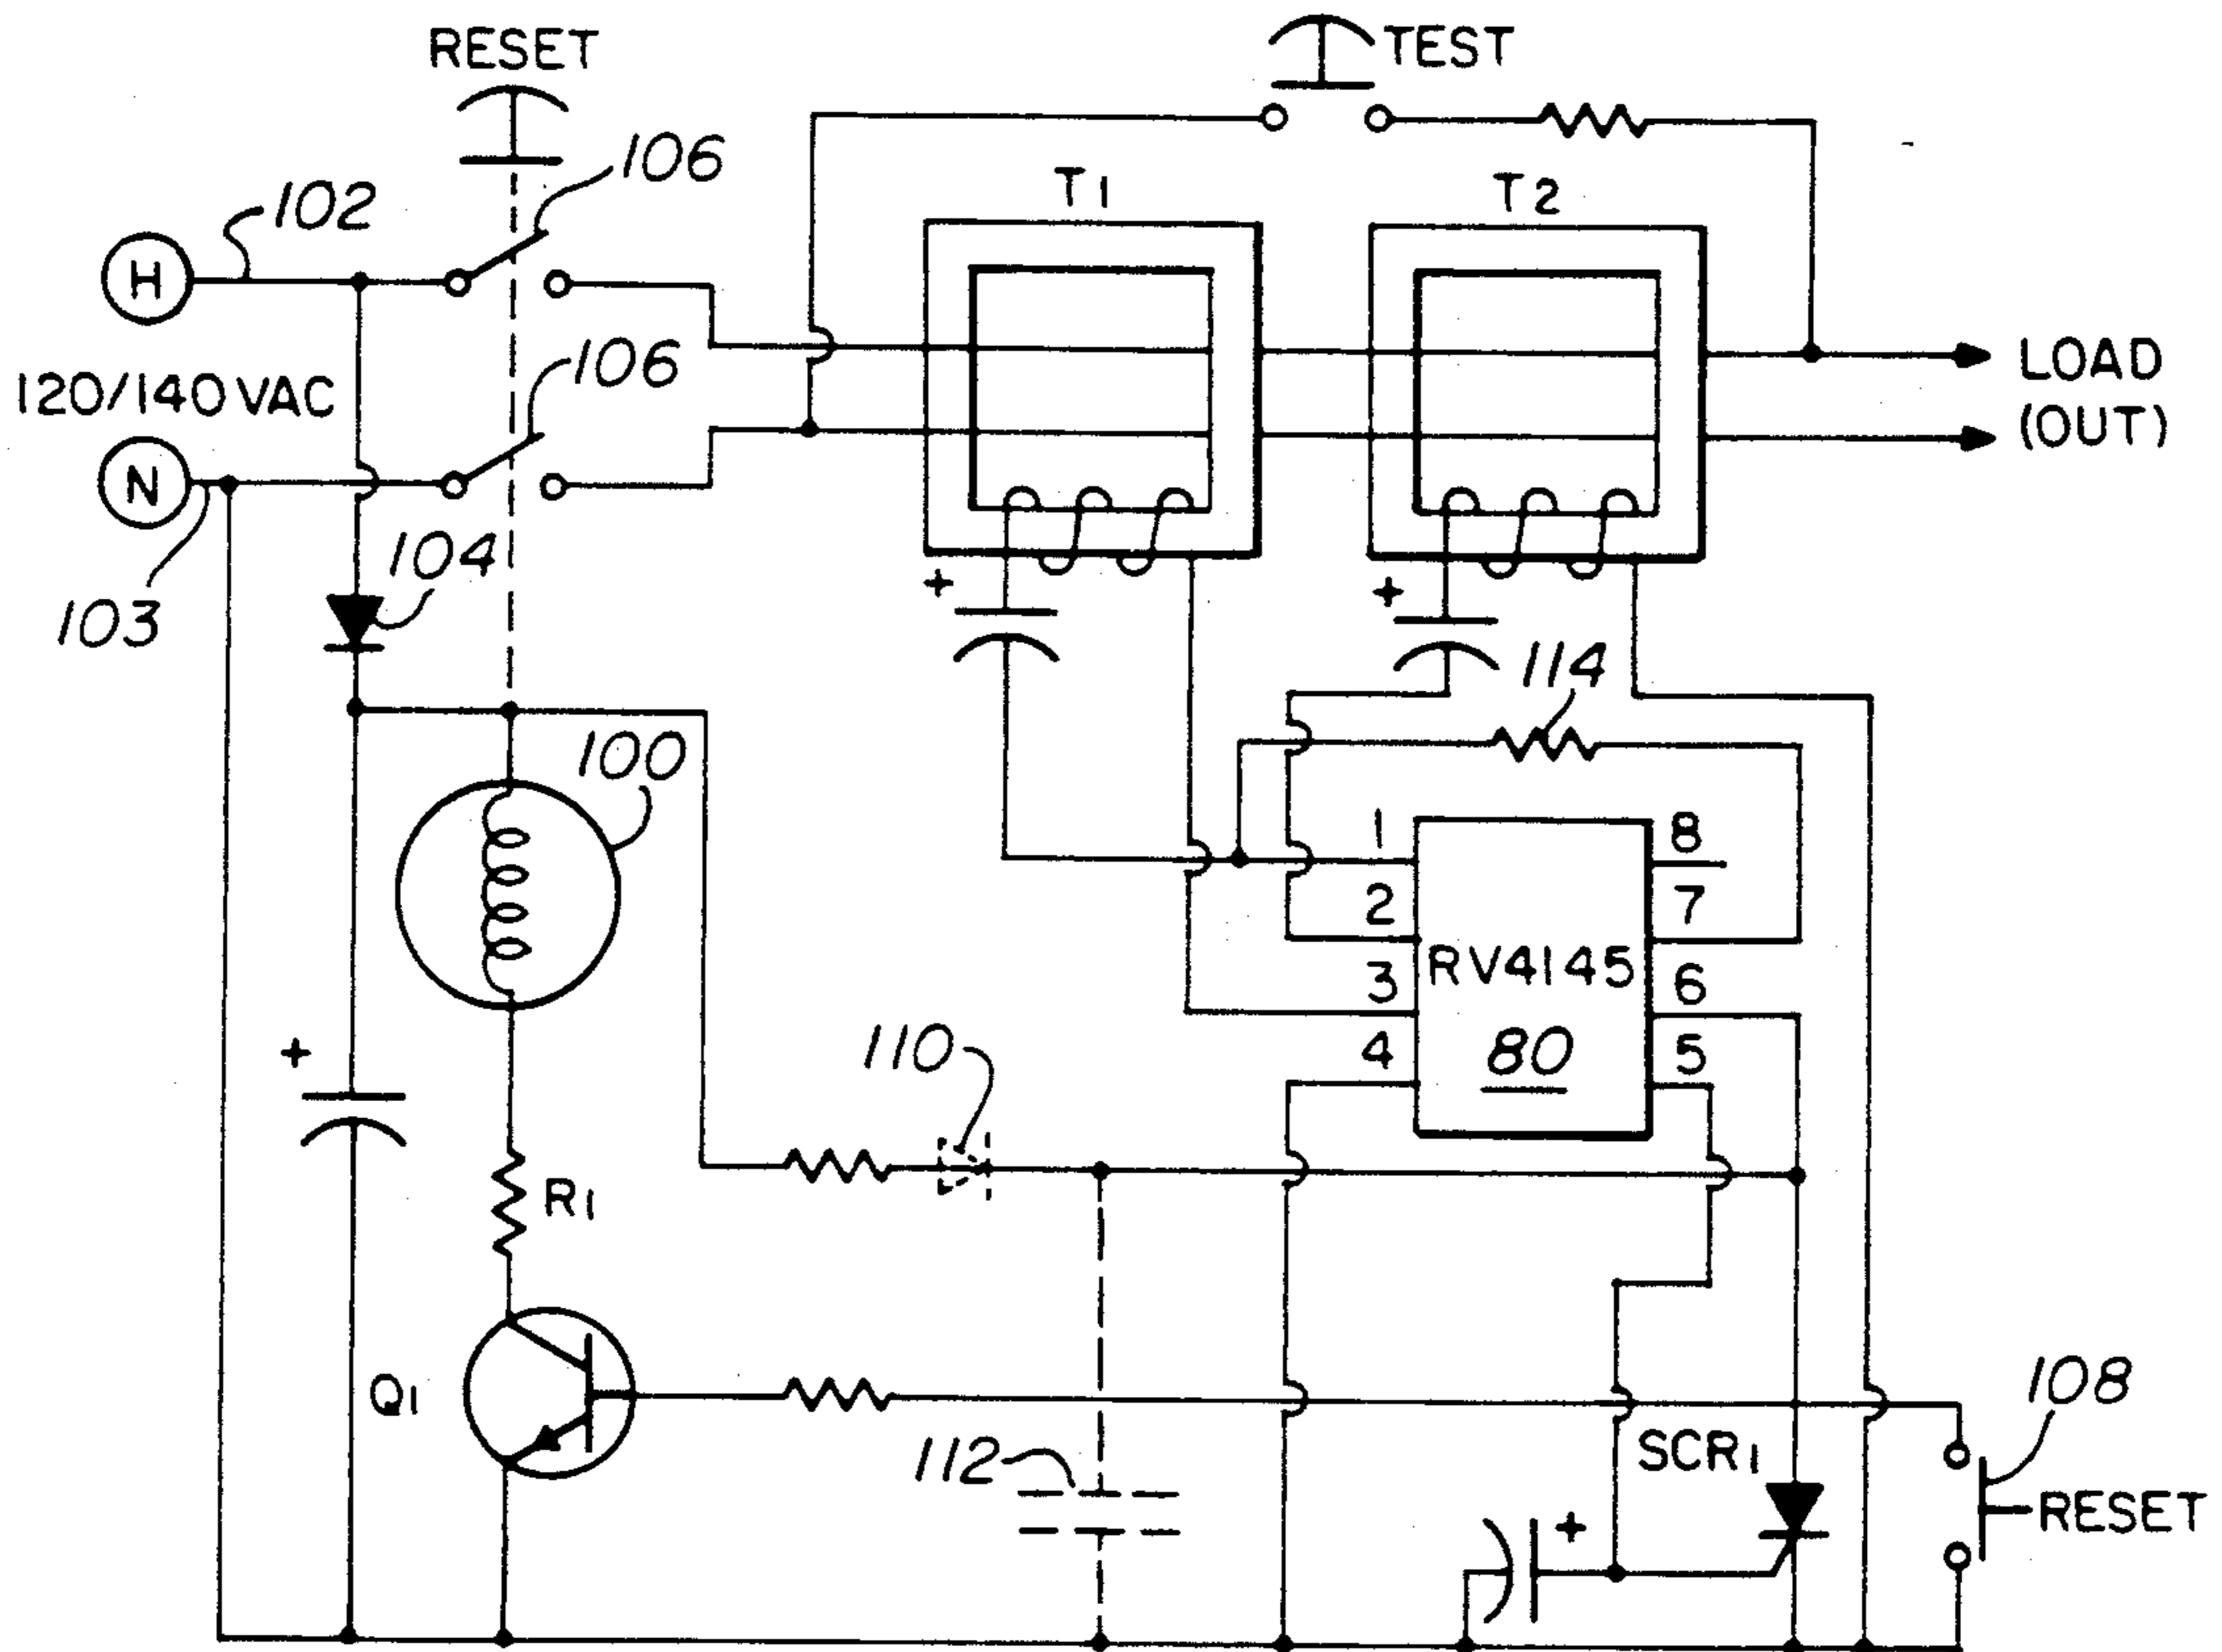 RESET
TEST
106
102
T1
T2
H
106
120/140 VAC
LOAD
(OUT)
N
104
103
+
+
114
100
1
8
2
7
RV4145
3
6
4
80
5
110
+
R1
Q1
108
112
SCR1
+
RESET